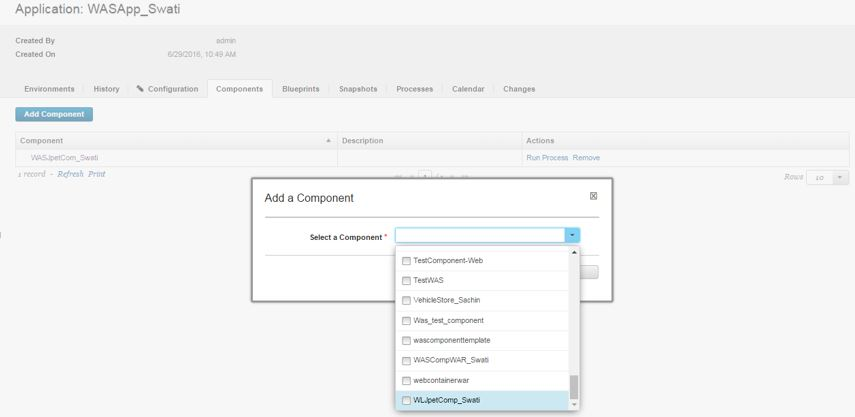 Application: WASApp_Swati
Created By admin
Created On 6/29/2016, 10:49 AM
Environments History Configuration Components Blueprints Snapshots Processes Calendar Changes
Add Component
Component Description Actions
WASJpetCom_Swati Run Process Remove
1 record - Refresh Print Rows 10
Add a Component
Select a Component *
TestComponent-Web
TestWAS
VehicleStore_Sachin
Was_test_component
wascomponenttemplate
WASCompWAR_Swati
webcontainerwar
WLJpetComp_Swati